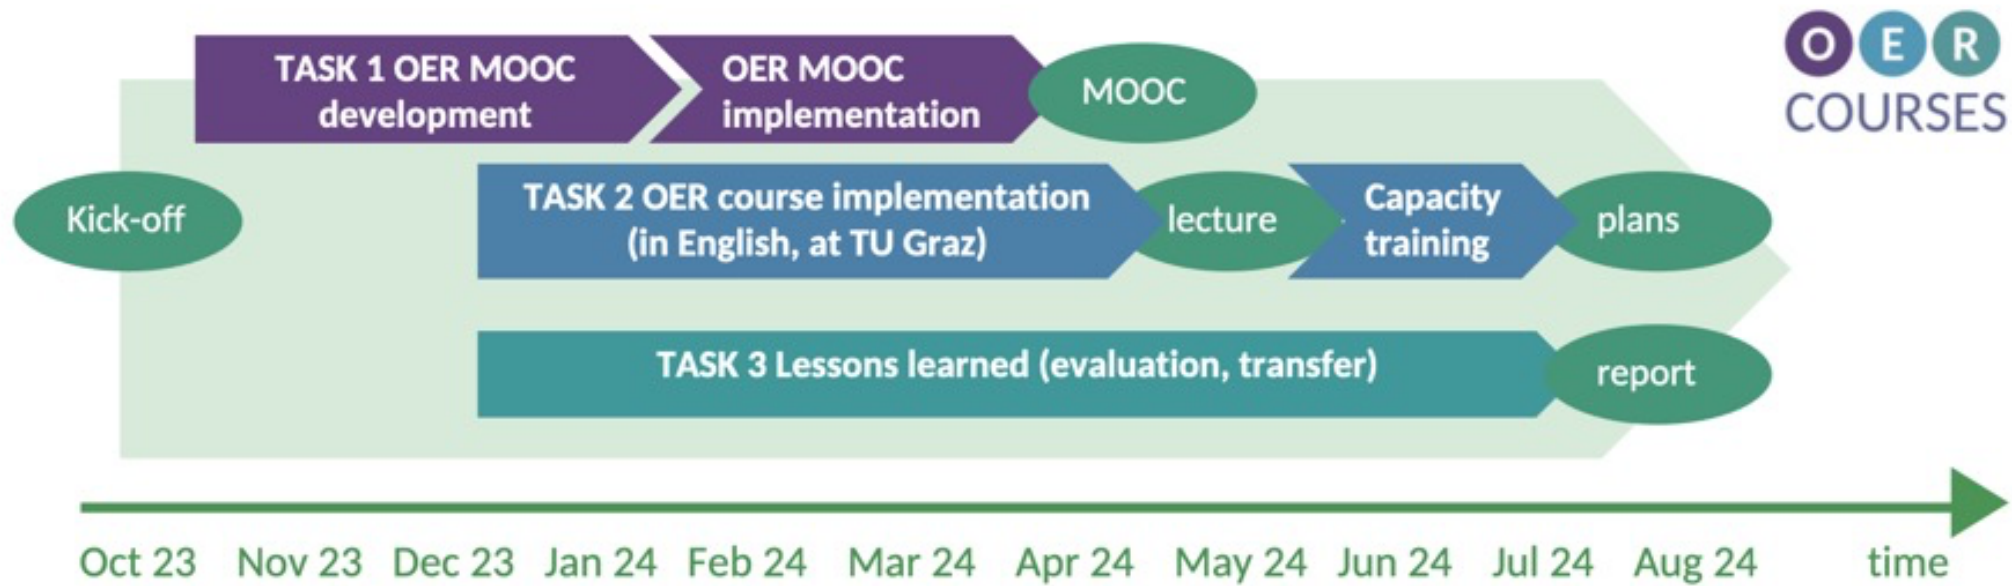 O E R
COURSES
TASK 1 OER MOOC
development
OER MOOC
implementation
MOOC
Kick-off
TASK 2 OER course implementation
(in English, at TU Graz)
lecture
Capacity
training
plans
TASK 3 Lessons learned (evaluation, transfer)
report
Oct 23 Nov 23 Dec 23 Jan 24 Feb 24 Mar 24 Apr 24 May 24 Jun 24 Jul 24 Aug 24 time